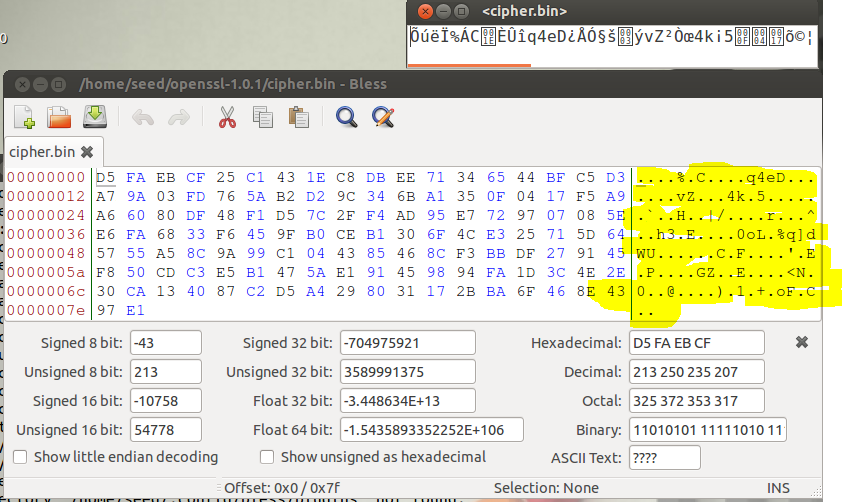 <cipher.bin>
/home/seed/openssl-1.0.1/cipher.bin - Bless
cipher.bin
00000000 D5 FA EB CF 25 C1 43 1E C8 DB EE 71 34 65 44 BF C5 D3 ....%.C....q4eD...
00000012 A7 9A 03 FD 76 5A B2 D2 9C 34 6B A1 35 0F 04 17 F5 A9 ....vZ...4k.5.....
00000024 A6 60 80 DF 48 F1 D5 7C 2F F4 AD 95 E7 72 97 07 08 5E .`..H..|/....r...^
00000036 E6 FA 68 33 F6 45 9F B0 CE B1 30 6F 4C E3 25 71 5D 64 ..h3.E....0oL.%q]d
00000048 57 55 A5 8C 9A 99 C1 04 43 85 46 8C F3 BB DF 27 91 45 WU......C.F....'.E
0000005a F8 50 CD C3 E5 B1 47 5A E1 91 45 98 94 FA 1D 3C 4E 2E .P....GZ..E....<N.
0000006c 30 CA 13 40 87 C2 D5 A4 29 80 31 17 2B BA 6F 46 8E 43 0..@....).1.+.oF.C
0000007e 97 E1 ..
Signed 8 bit: -43 Signed 32 bit: -704975921 Hexadecimal: D5 FA EB CF
Unsigned 8 bit: 213 Unsigned 32 bit: 3589991375 Decimal: 213 250 235 207
Signed 16 bit: -10758 Float 32 bit: -3.448634E+13 Octal: 325 372 353 317
Unsigned 16 bit: 54778 Float 64 bit: -1.5435893352252E+106 Binary: 11010101 11111010 11
Show little endian decoding Show unsigned as hexadecimal ASCII Text: ????
Offset: 0x0 / 0x7f Selection: None INS